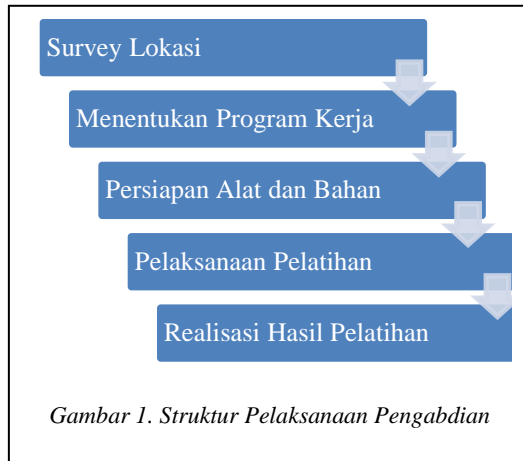 Survey Lokasi
Menentukan Program Kerja
Persiapan Alat dan Bahan
Pelaksanaan Pelatihan
Realisasi Hasil Pelatihan
Gambar 1. Struktur Pelaksanaan Pengabdian